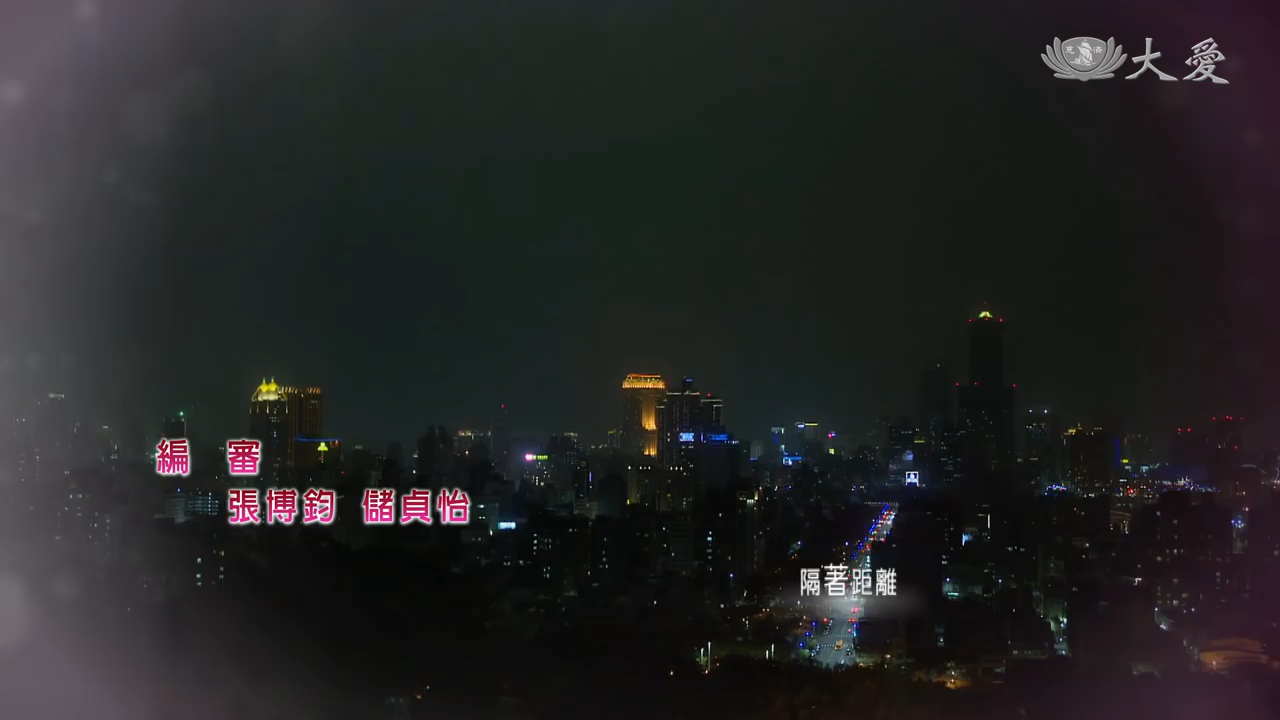 大愛
編 審
張博鈞 儲貞怡
隔著距離